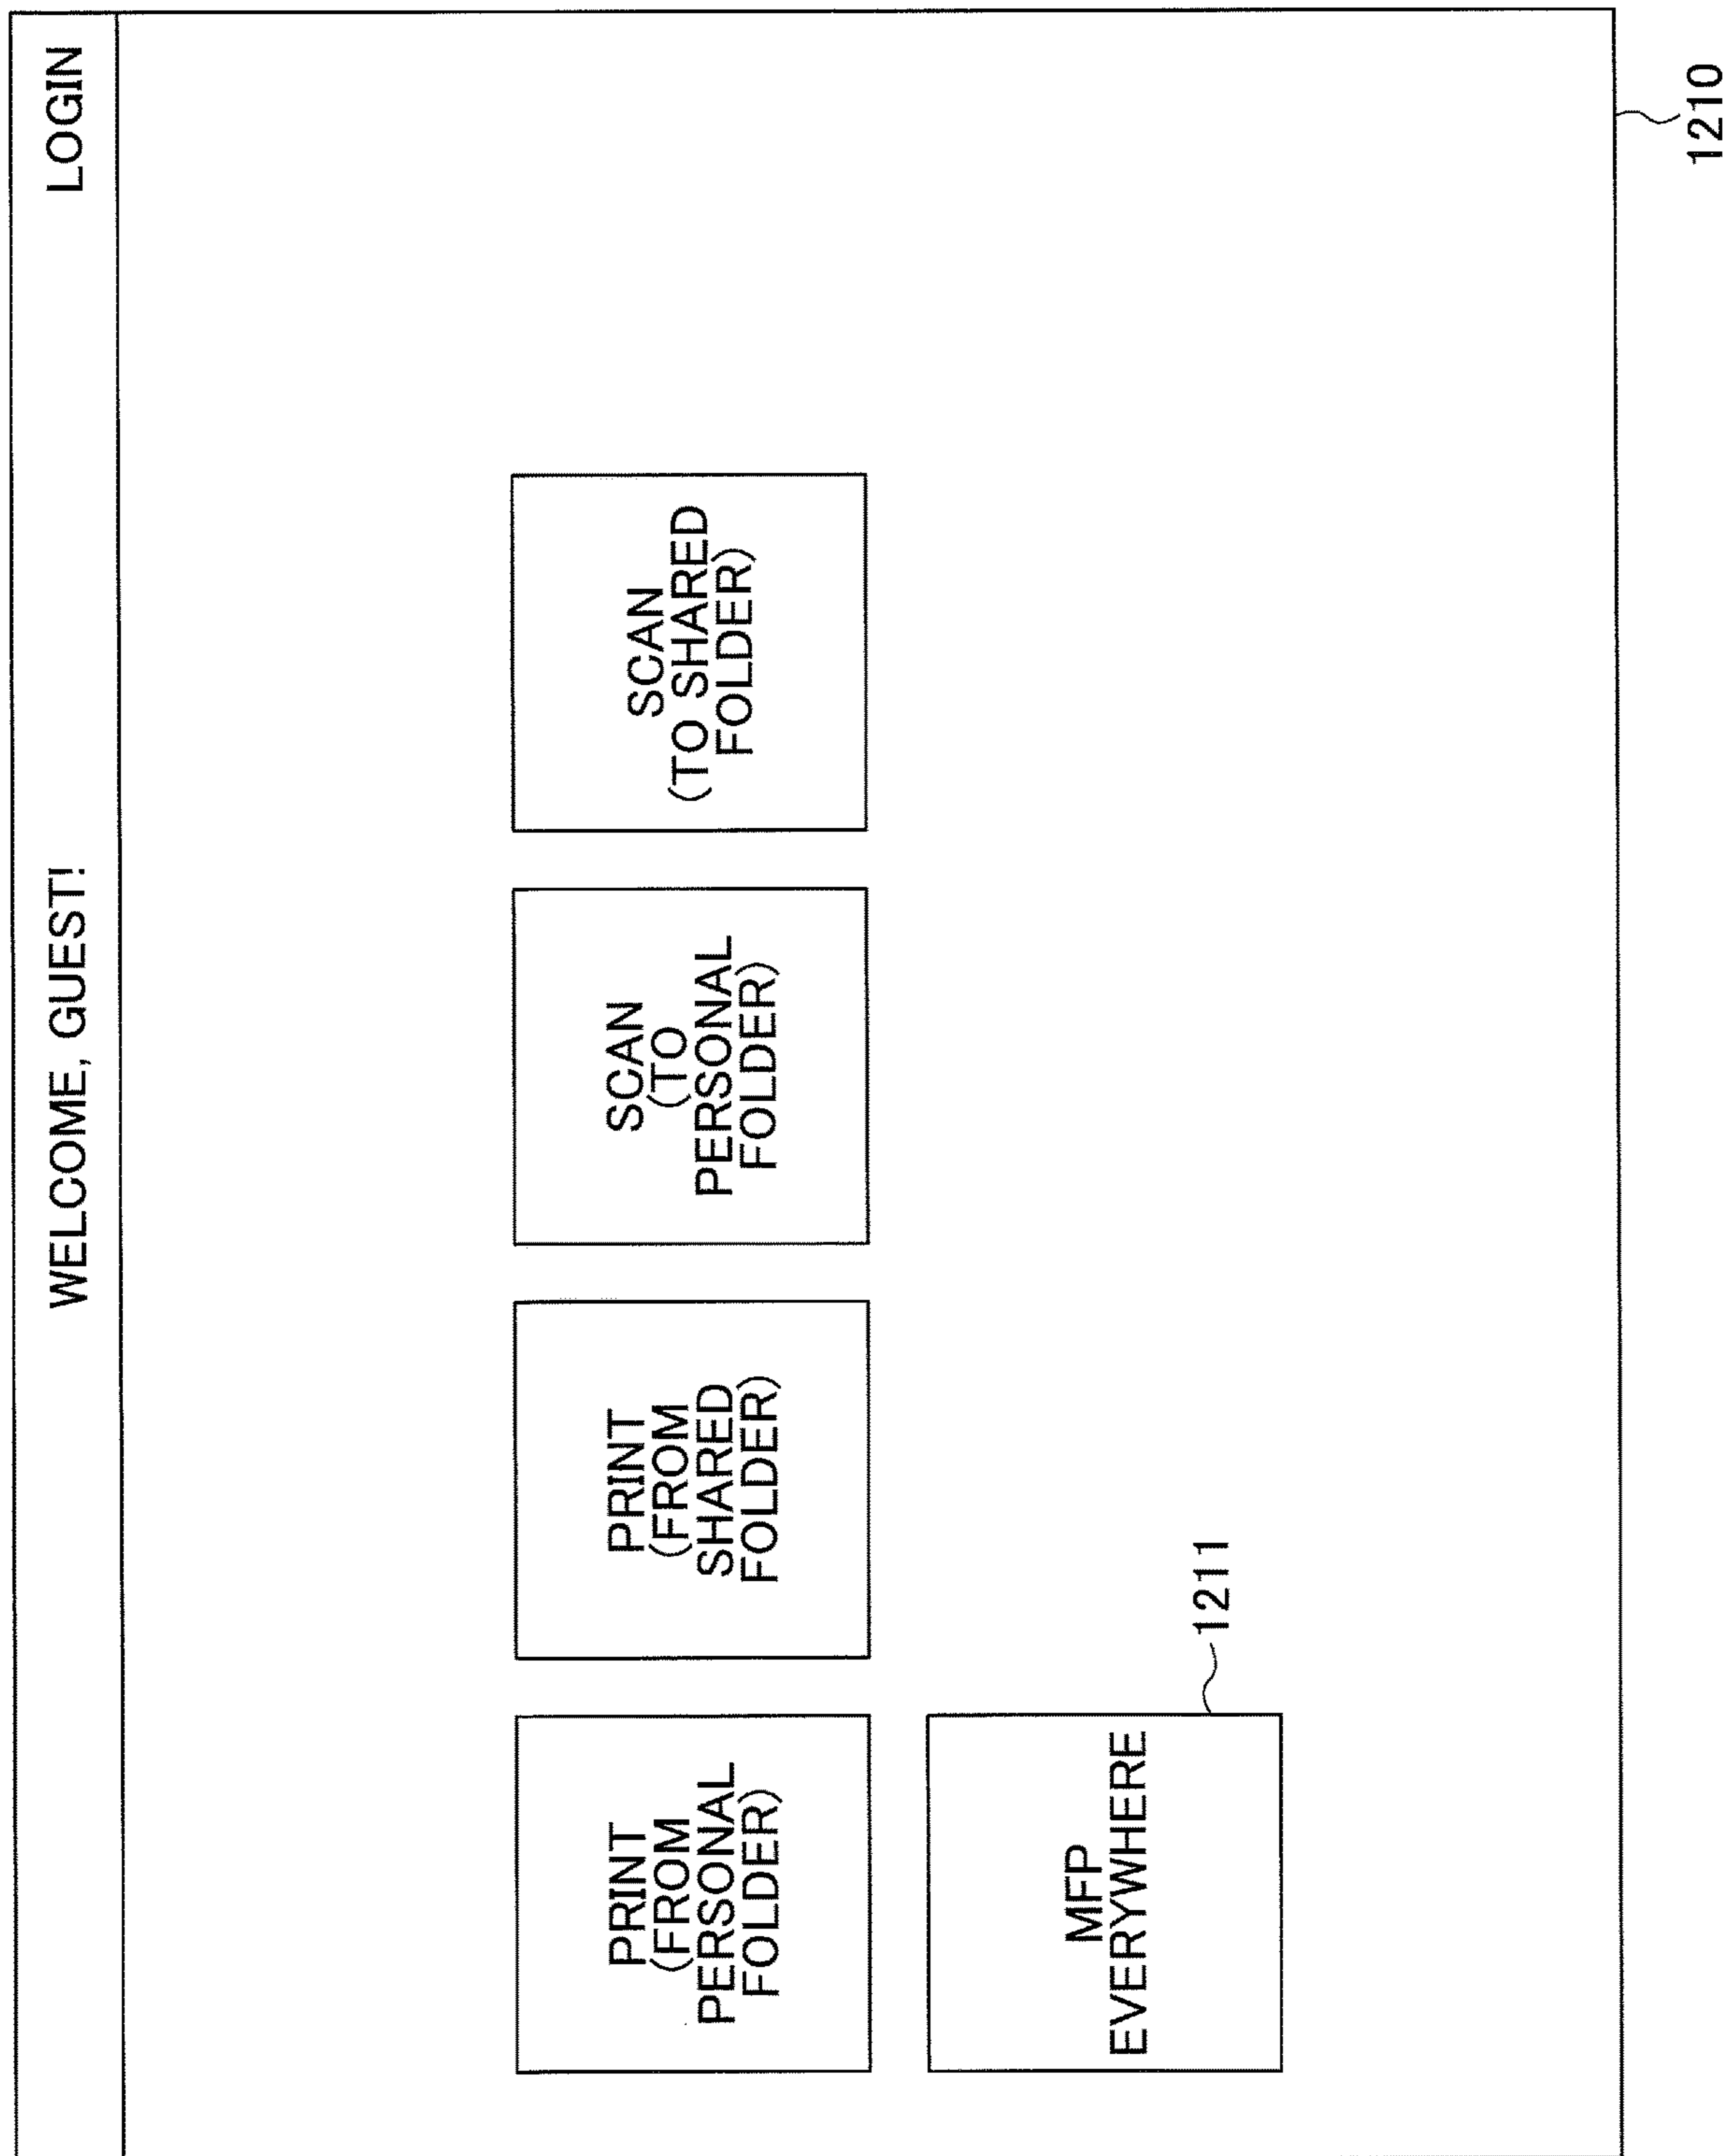 WELCOME, GUEST!
LOGIN
PRINT
(FROM
PERSONAL
FOLDER)
PRINT
(FROM
SHARED
FOLDER)
SCAN
(TO
PERSONAL
FOLDER)
SCAN
(TO SHARED
FOLDER)
MFP
EVERYWHERE
1211
1210